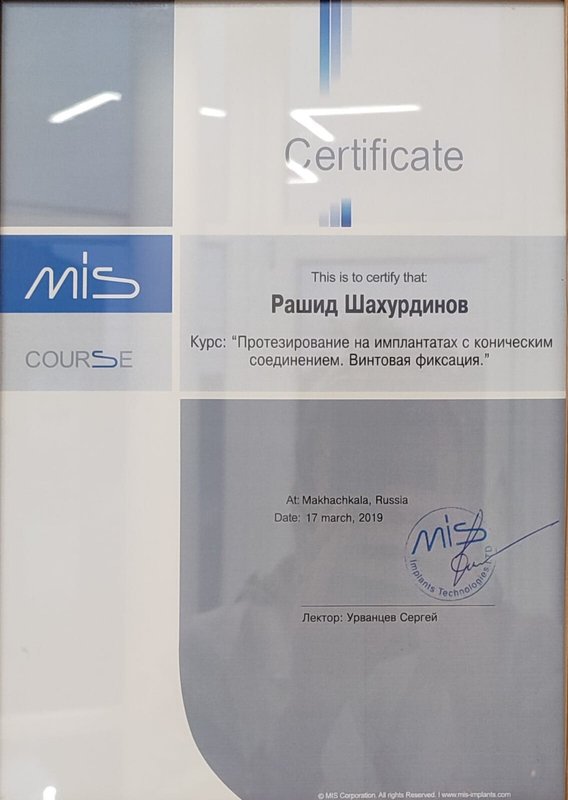 Certificate
mis
COURSE
This is to certify that:
Рашид Шахурдинов
Курс: “Протезирование на имплантатах с коническим
соединением. Винтовая фиксация.”
At: Makhachkala, Russia
Date: 17 march, 2019
mis
Implants Technologies LTD
Лектор: Урванцев Сергей
© MIS Corporation. All rights Reserved. | www.mis-implants.com